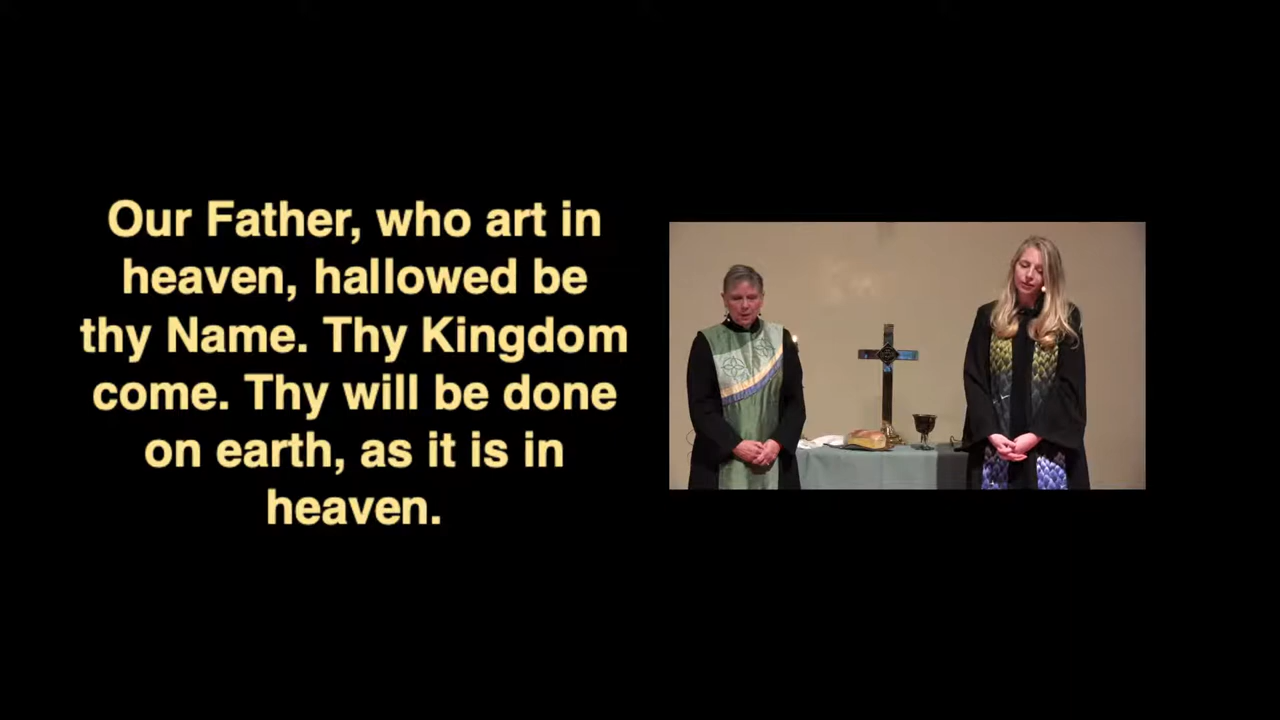 Our Father, who art in
heaven, hallowed be
thy Name. Thy Kingdom
come. Thy will be done
on earth, as it is in
heaven.